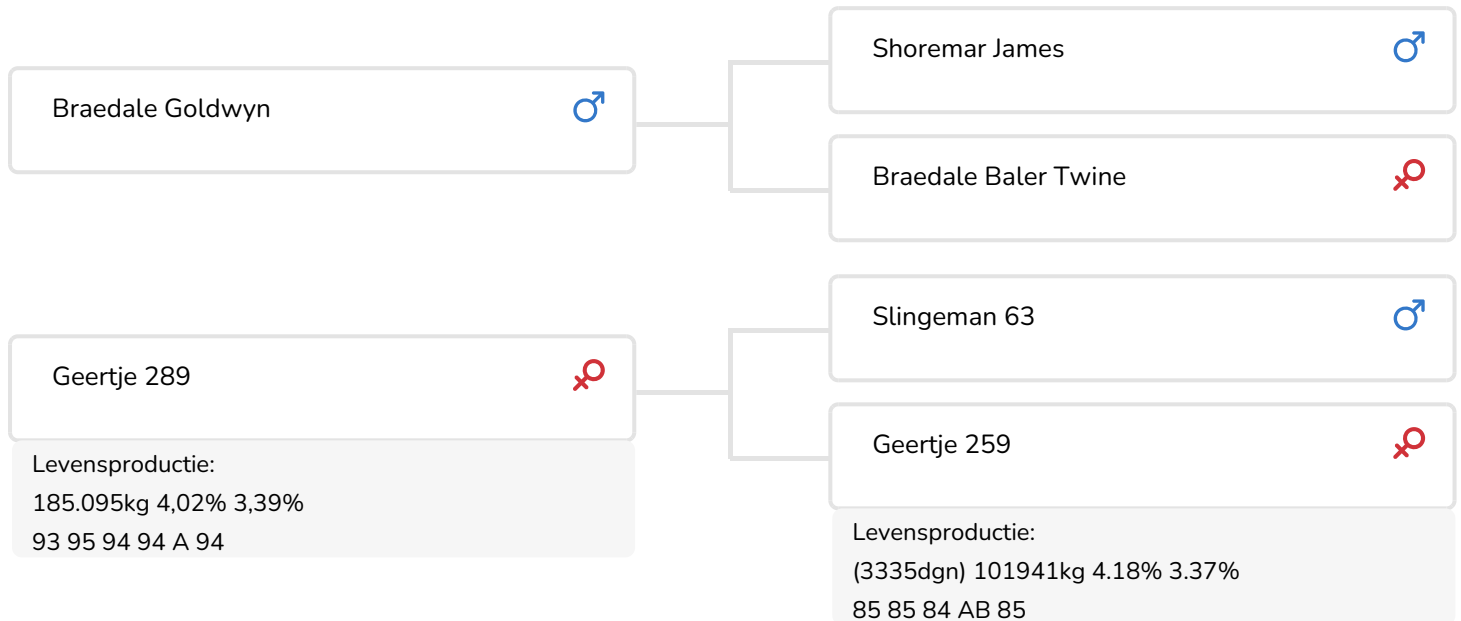 Shoremar James
Braedale Goldwyn
Braedale Baler Twine
Slingeman 63
Geertje 289
Geertje 259
Levensproductie:
185.095kg 4,02% 3,39%
93 95 94 94 A 94
Levensproductie:
(3335dgn) 101941kg 4.18% 3.37%
85 85 84 AB 85